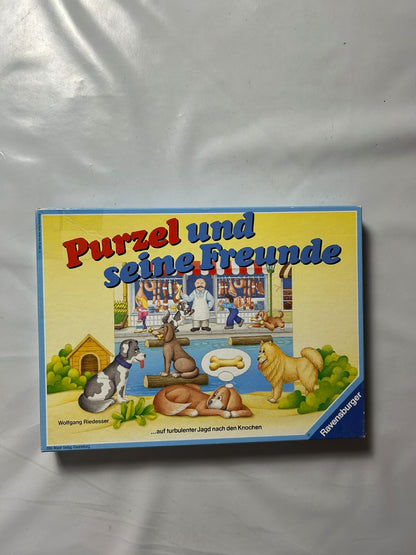 Purzel und
seine Freunde
Wolfgang Riedesser
...auf turbulenter Jagd nach den Knochen
Ravensburger